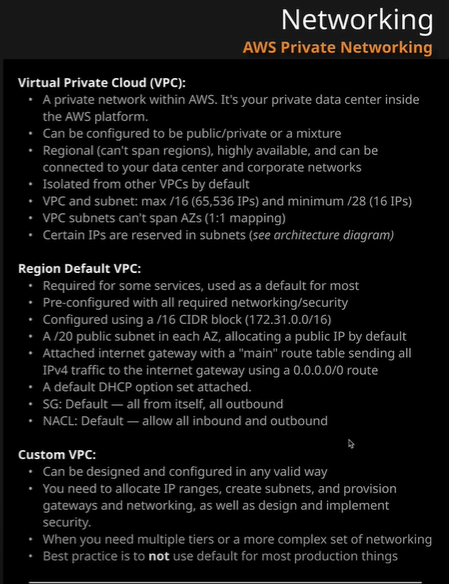 Networking
AWS Private Networking
Virtual Private Cloud (VPC):
• A private network within AWS. It's your private data center inside
the AWS platform.
• Can be configured to be public/private or a mixture
• Regional (can't span regions), highly available, and can be
connected to your data center and corporate networks
• Isolated from other VPCs by default
• VPC and subnet: max /16 (65,536 IPs) and minimum /28 (16 IPs)
• VPC subnets can't span AZs (1:1 mapping)
• Certain IPs are reserved in subnets (see architecture diagram)
Region Default VPC:
• Required for some services, used as a default for most
• Pre-configured with all required networking/security
• Configured using a /16 CIDR block (172.31.0.0/16)
• A /20 public subnet in each AZ, allocating a public IP by default
• Attached internet gateway with a "main" route table sending all
IPv4 traffic to the internet gateway using a 0.0.0.0/0 route
• A default DHCP option set attached.
• SG: Default — all from itself, all outbound
• NACL: Default — allow all inbound and outbound
Custom VPC:
• Can be designed and configured in any valid way
• You need to allocate IP ranges, create subnets, and provision
gateways and networking, as well as design and implement
security.
• When you need multiple tiers or a more complex set of networking
• Best practice is to not use default for most production things